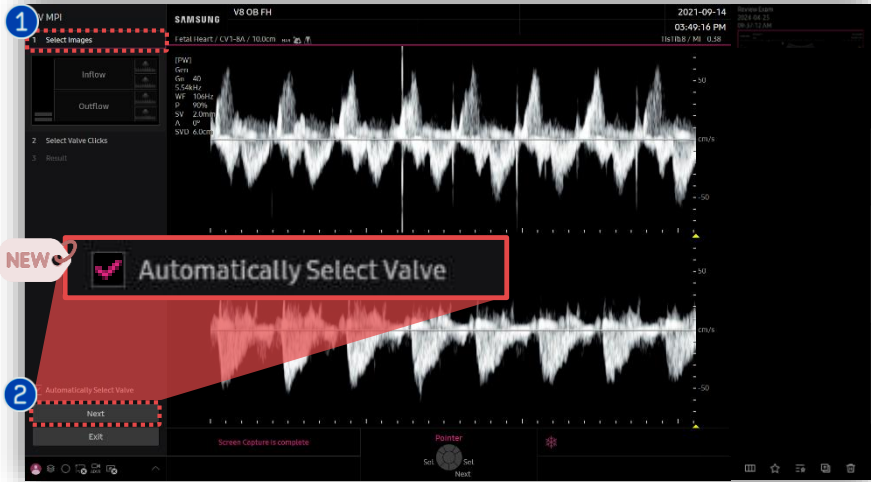 1
V MPI
1 Select Images
Inflow
Outflow
2 Select Valve Clicks
3 Result
SAMSUNG
V8 OB FH
2021-09-14
03:49:16 PM
Fetal Heart / CV1-8A / 10.0cm
MI 0.38
[PW]
Gen
Gn 40
5.54kHz
WF 106Hz
P 90%
SV 2.0mm
A 0°
SVD 6.0cm
50
cm/s
-50
NEW
Automatically Select Valve
50
cm/s
-50
2
Automatically Select Valve
Next
Exit
Screen Capture is complete
Pointer
Sel
Sel
Next
Review Exam